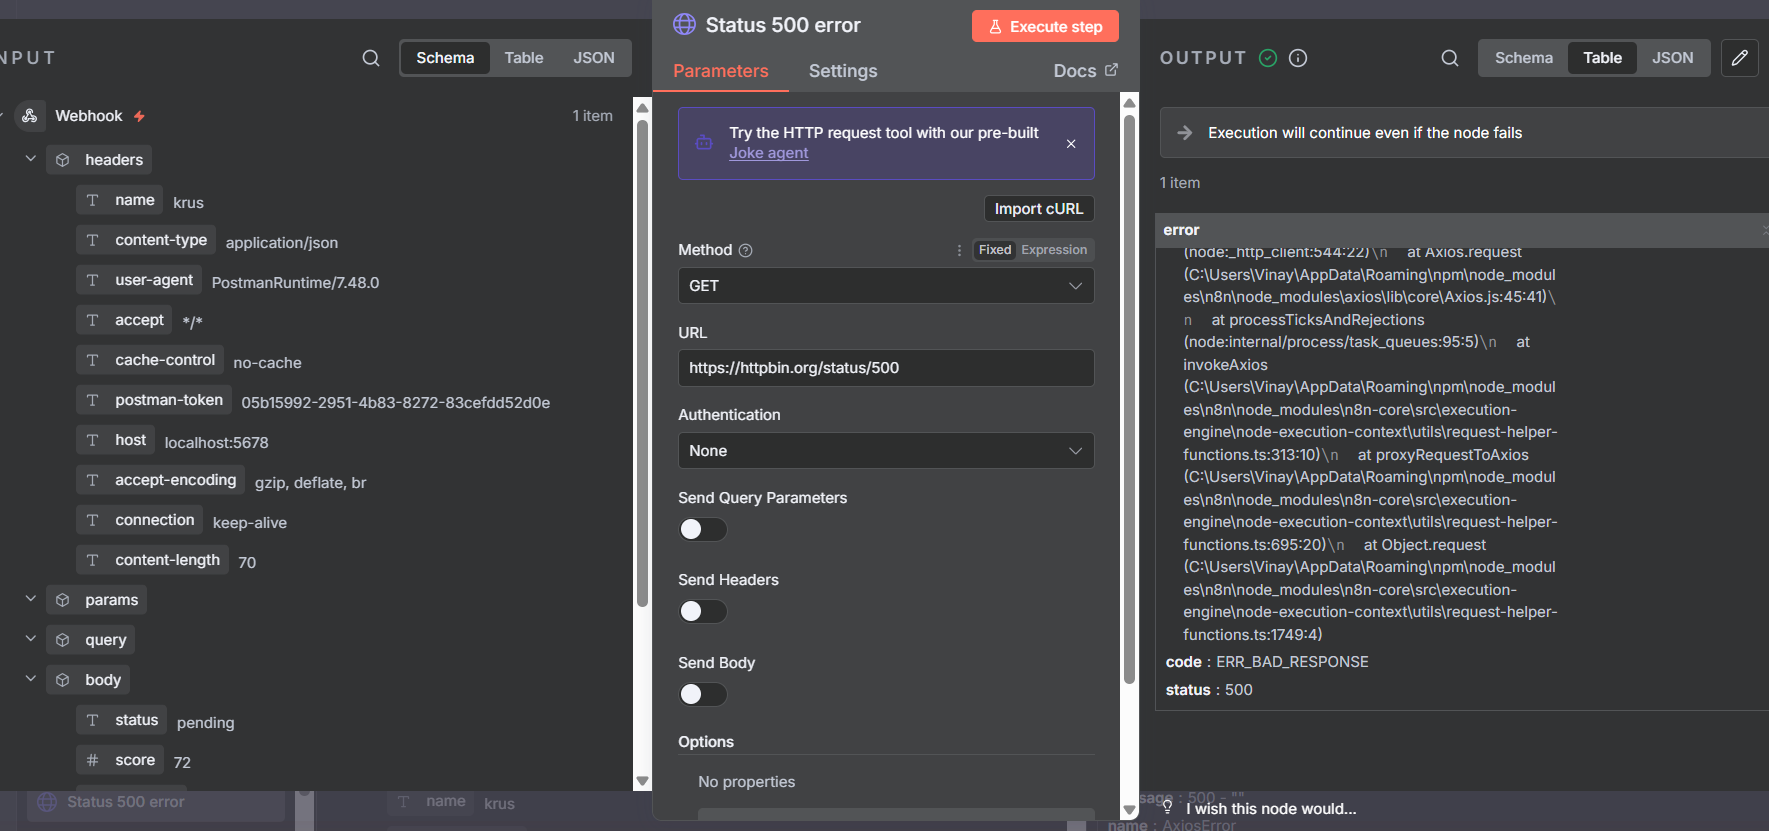 NPUT
Schema
Table
JSON
Webhook
1 item
headers
name
krus
content-type
application/json
user-agent
PostmanRuntime/7.48.0
accept
*/*
cache-control
no-cache
postman-token
05b15992-2951-4b83-8272-83cefdd52d0e
host
localhost:5678
accept-encoding
gzip, deflate, br
connection
keep-alive
content-length
70
params
query
body
status
pending
score
72
Status 500 error
name
krus
Status 500 error
Execute step
Parameters
Settings
Docs
Try the HTTP request tool with our pre-built
Joke agent
Import cURL
Method
Fixed
Expression
GET
URL
https://httpbin.org/status/500
Authentication
None
Send Query Parameters
Send Headers
Send Body
Options
No properties
OUTPUT
Schema
Table
JSON
Execution will continue even if the node fails
1 item
error
(node:_http_client:544:22)\n at Axios.request
(C:\Users\Vinay\AppData\Roaming\npm\node_modul
es\n8n\node_modules\axios\lib\core\Axios.js:45:41)\
n at processTicksAndRejections
(node:internal/process/task_queues:95:5)\n at
invokeAxios
(C:\Users\Vinay\AppData\Roaming\npm\node_modul
es\n8n\node_modules\n8n-core\src\execution-
engine\node-execution-context\utils\request-helper-
functions.ts:313:10)\n at proxyRequestToAxios
(C:\Users\Vinay\AppData\Roaming\npm\node_modul
es\n8n\node_modules\n8n-core\src\execution-
engine\node-execution-context\utils\request-helper-
functions.ts:695:20)\n at Object.request
(C:\Users\Vinay\AppData\Roaming\npm\node_modul
es\n8n\node_modules\n8n-core\src\execution-
engine\node-execution-context\utils\request-helper-
functions.ts:1749:4)
code : ERR_BAD_RESPONSE
status : 500
sage : 500 - ""
I wish this node would...
name : AxiosError